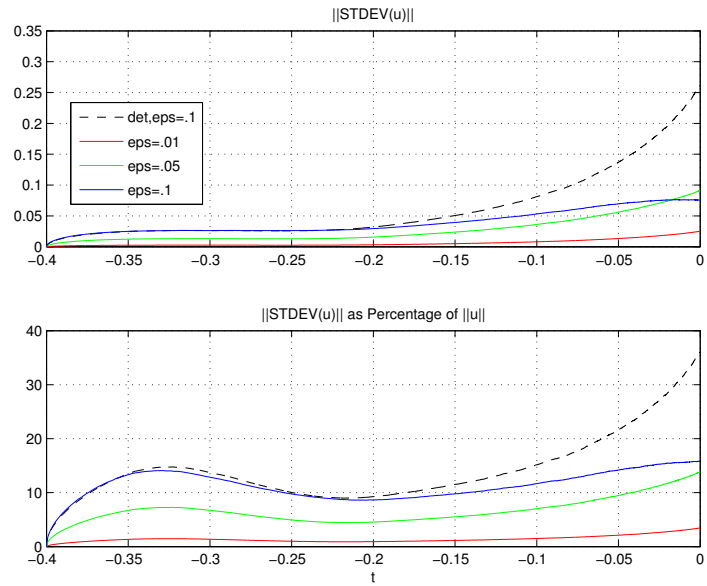 ||STDEV(u)||
0.35
0.3
0.25
0.2
0.15
0.1
0.05
0
det,eps=.1
eps=.01
eps=.05
eps=.1
−0.4 −0.35 −0.3 −0.25 −0.2 −0.15 −0.1 −0.05 0
||STDEV(u)|| as Percentage of ||u||
40
30
20
10
0
−0.4 −0.35 −0.3 −0.25 −0.2 −0.15 −0.1 −0.05 0
t